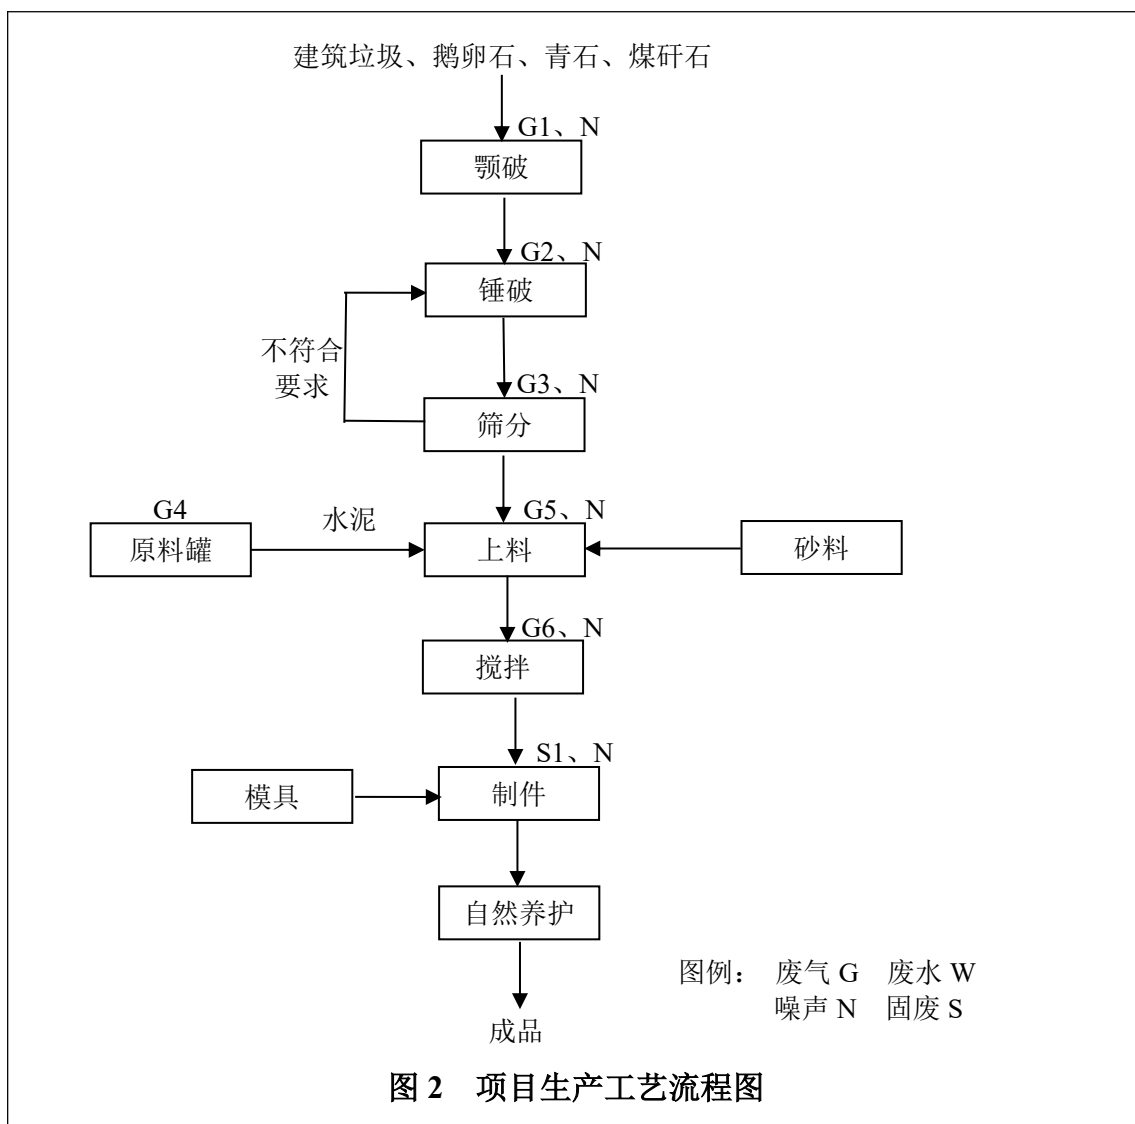 建筑垃圾、鹅卵石、青石、煤矸石
G1、N
颚破
G2、N
锤破
不符合
要求
G3、N
筛分
G4
原料罐
水泥
G5、N
上料
砂料
G6、N
搅拌
S1、N
模具
制件
自然养护
成品
图例： 废气 G 废水 W
噪声 N 固废 S
图 2 项目生产工艺流程图